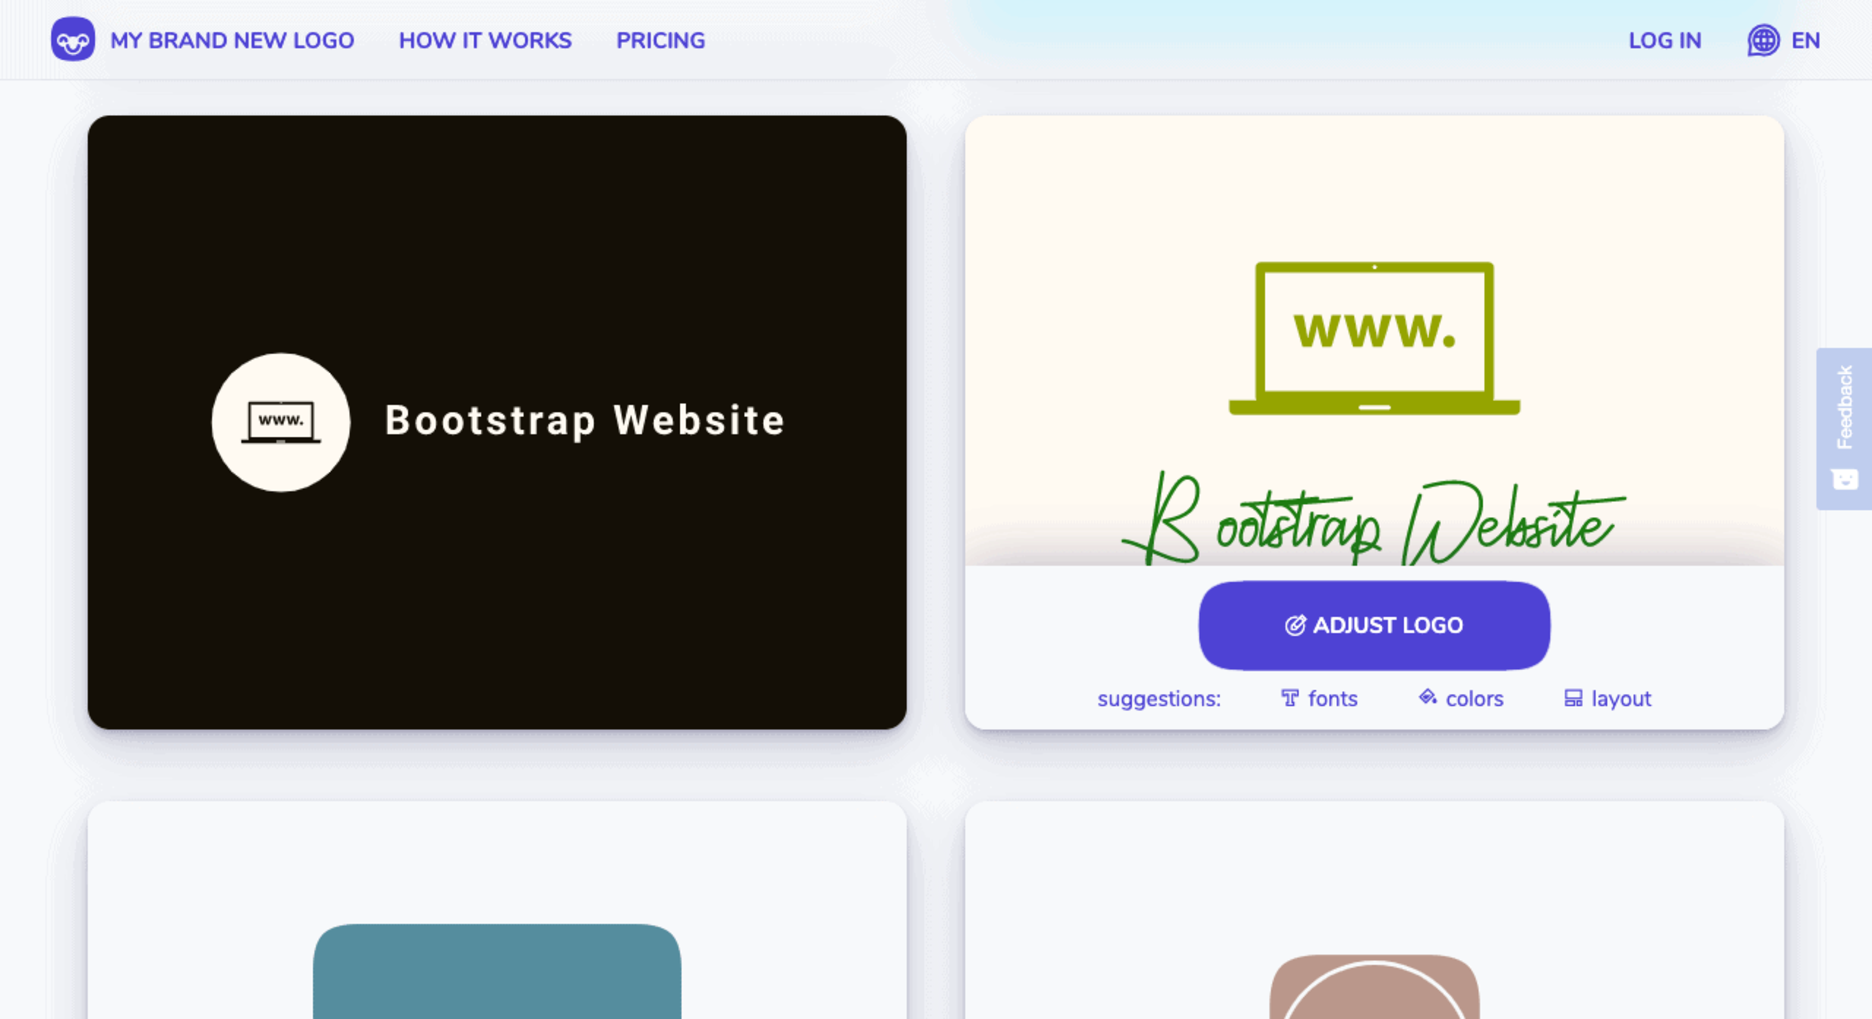 MY BRAND NEW LOGO HOW IT WORKS PRICING LOG IN EN
www. Bootstrap Website
www.
Bootstrap Website
Feedback
ADJUST LOGO
suggestions: fonts colors layout